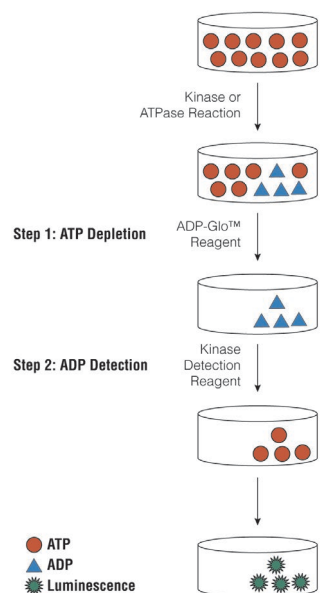 Kinase or
ATPase Reaction
Step 1: ATP Depletion
ADP-Glo™
Reagent
Step 2: ADP Detection
Kinase
Detection
Reagent
ATP
ADP
Luminescence